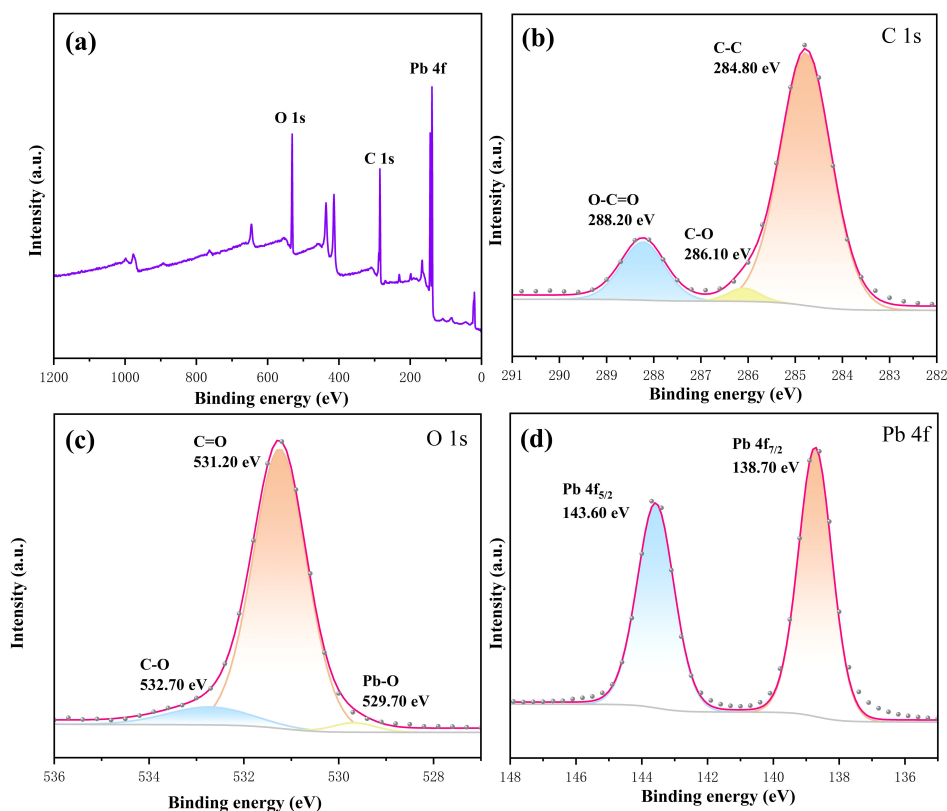 (a)
Pb 4f
O 1s
C 1s
Intensity (a.u.)
1200 1000 800 600 400 200 0
Binding energy (eV)
(b)
C 1s
C-C
284.80 eV
O-C=O
288.20 eV
C-O
286.10 eV
Intensity (a.u.)
291 290 289 288 287 286 285 284 283 282
Binding energy (eV)
(c)
O 1s
C=O
531.20 eV
C-O
532.70 eV
Pb-O
529.70 eV
Intensity (a.u.)
536 534 532 530 528
Binding energy (eV)
(d)
Pb 4f
Pb 4f7/2
138.70 eV
Pb 4f5/2
143.60 eV
Intensity (a.u.)
148 146 144 142 140 138 136
Binding energy (eV)